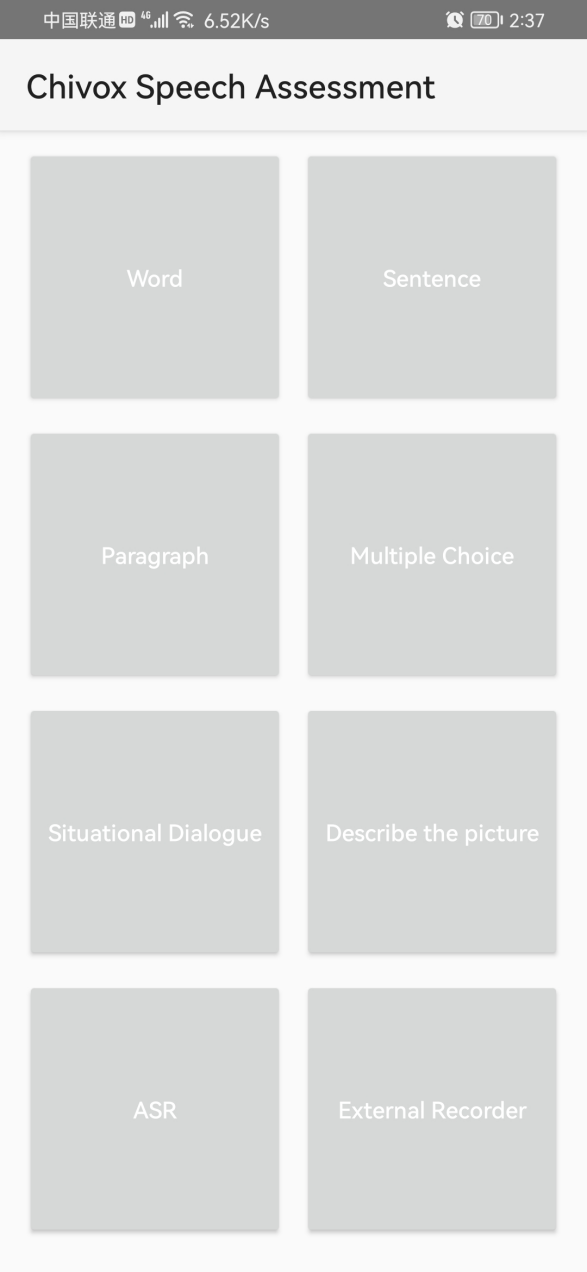 中国联通 HD 4G 6.52K/s 70 2:37
Chivox Speech Assessment
Word
Sentence
Paragraph
Multiple Choice
Situational Dialogue
Describe the picture
ASR
External Recorder